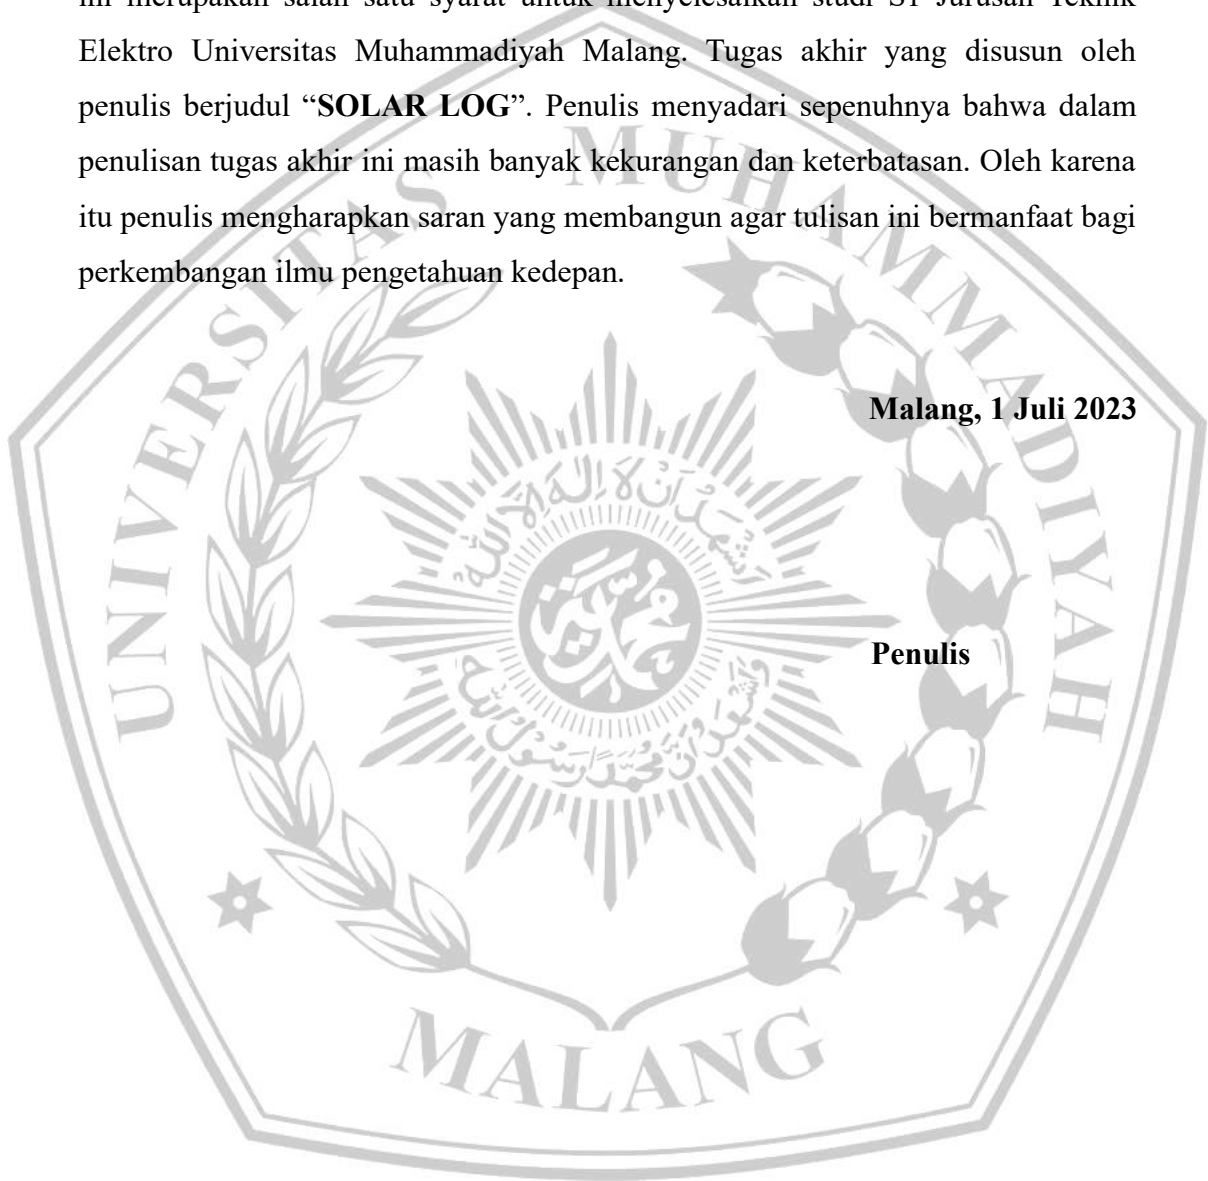 ini merupakan salah satu syarat untuk menyelesaikan studi S1 Jurusan Teknik
Elektro Universitas Muhammadiyah Malang. Tugas akhir yang disusun oleh
penulis berjudul “SOLAR LOG”. Penulis menyadari sepenuhnya bahwa dalam
penulisan tugas akhir ini masih banyak kekurangan dan keterbatasan. Oleh karena
itu penulis mengharapkan saran yang membangun agar tulisan ini bermanfaat bagi
perkembangan ilmu pengetahuan kedepan.
Malang, 1 Juli 2023
Penulis
UNIVERSITAS MUHAMMADIYAH
MALANG